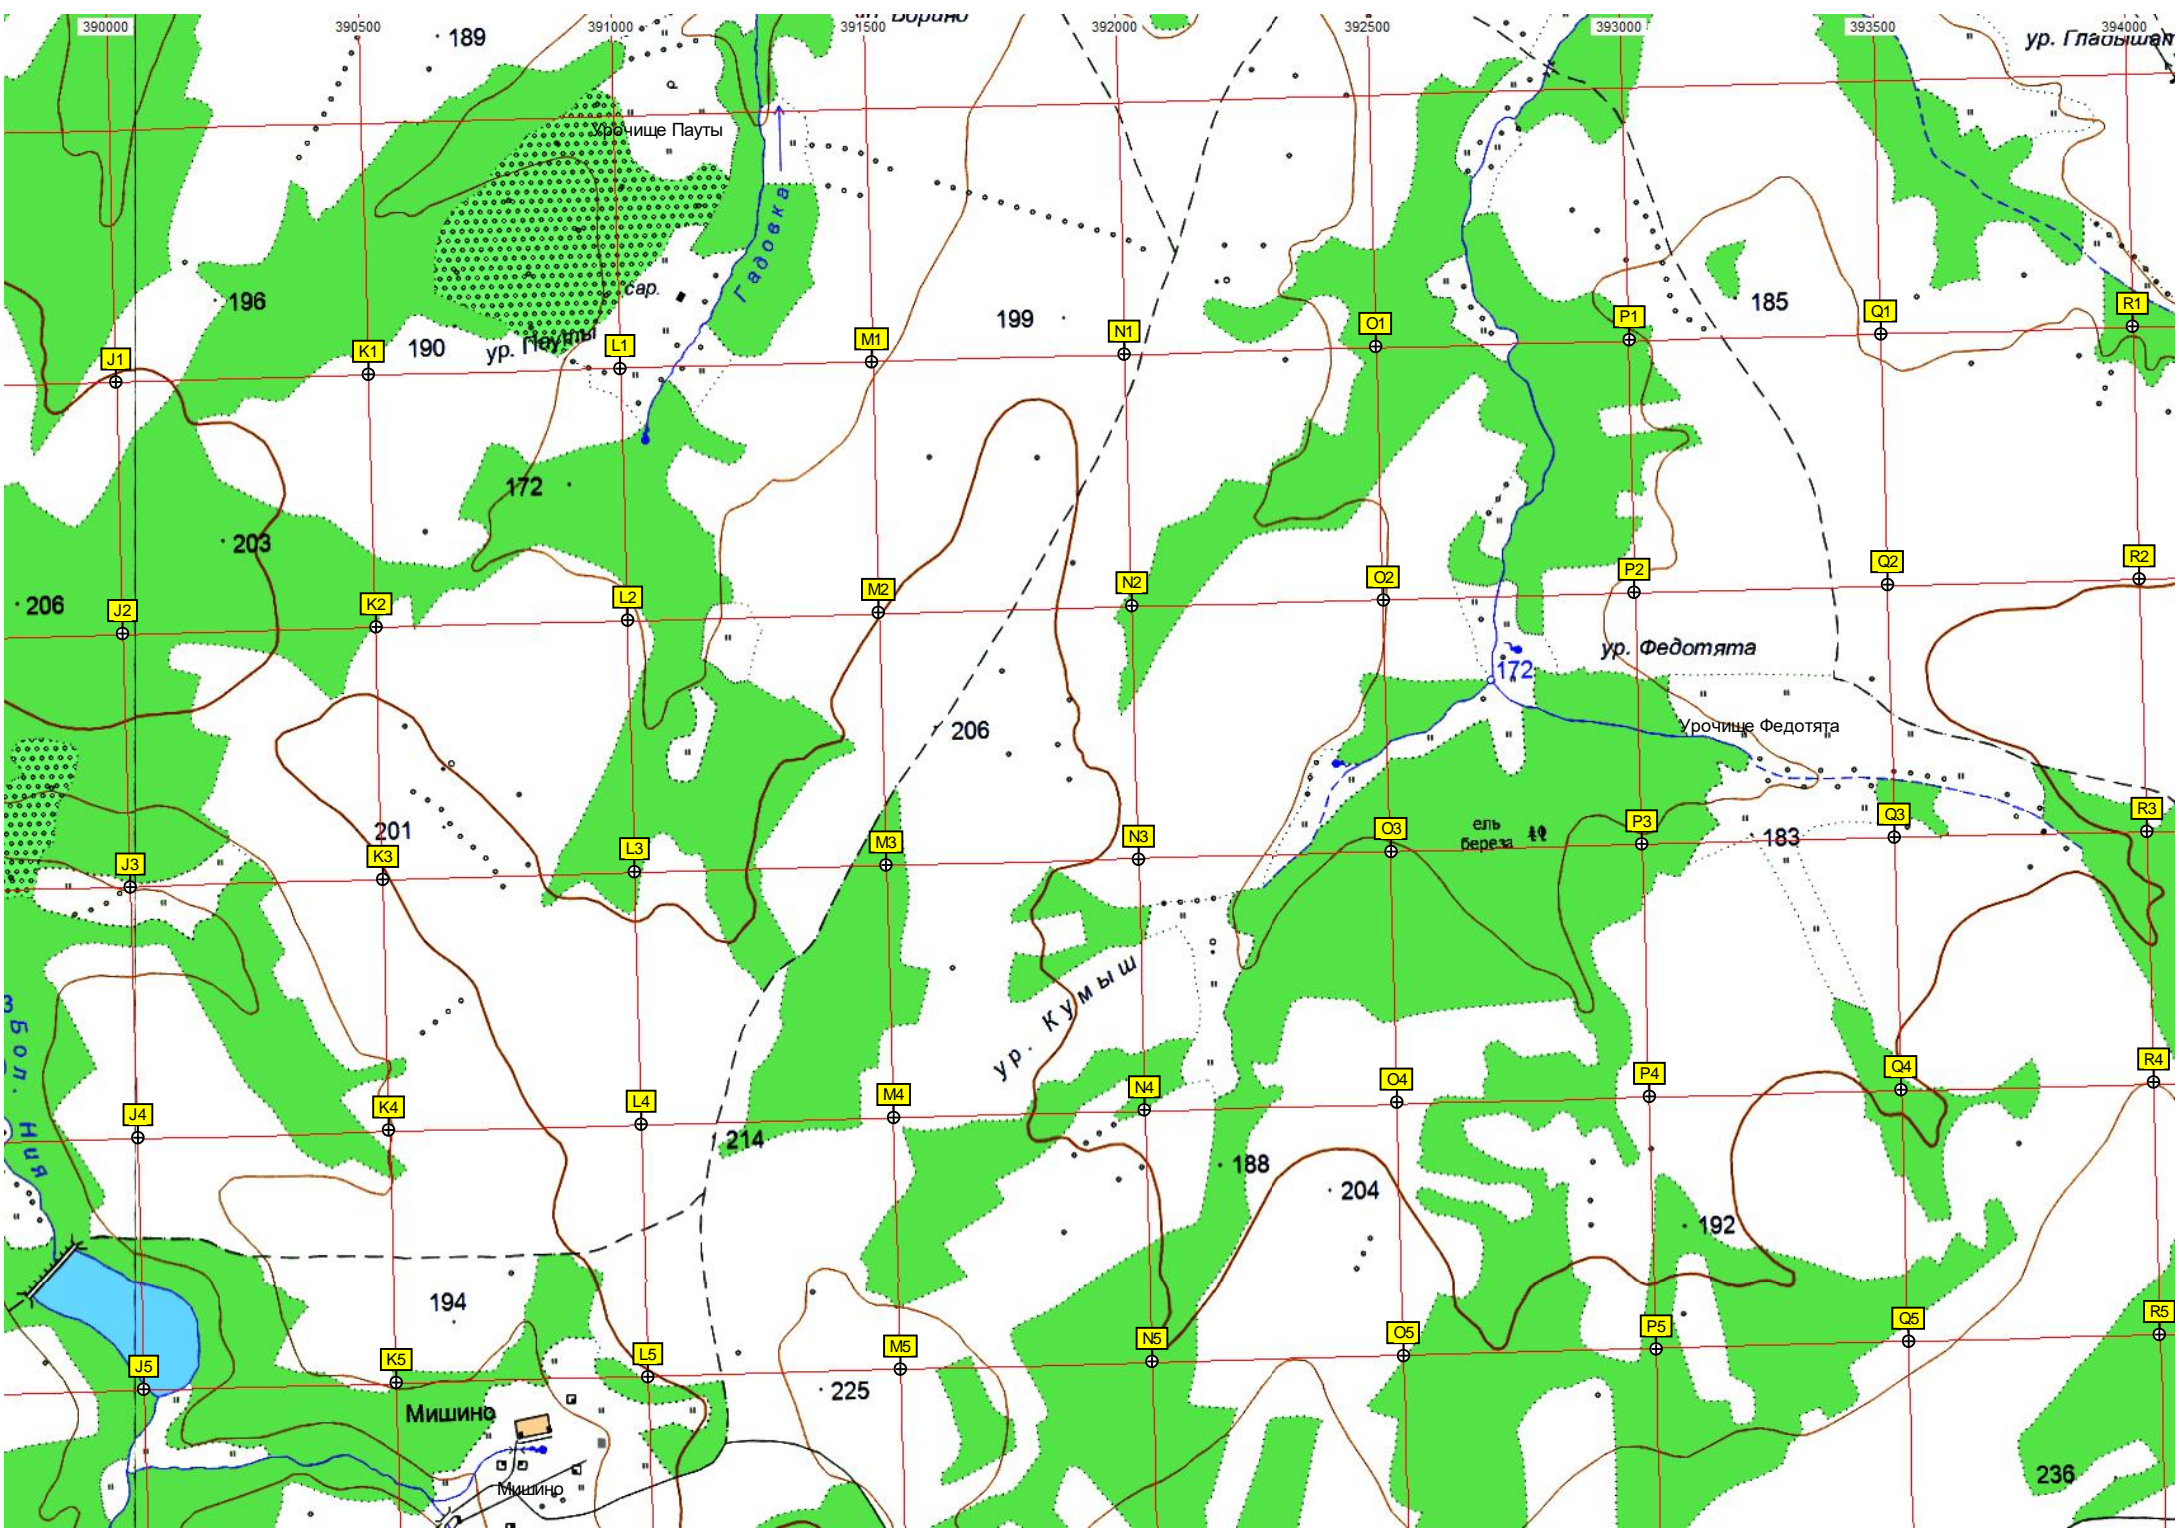 390000 390500 391000 391500 392000 392500 393000 393500 394000
189
ур. Гладышат
Урочище Пауты
Гадовка
сар.
196
199
185
190
ур. Пауты
J1 K1 L1 M1 N1 O1 P1 Q1 R1
172
203
206
J2 K2 L2 M2 N2 O2 P2 Q2 R2
ур. Федотята
172
206
Урочище Федотята
201
ель
береза
183
J3 K3 L3 M3 N3 O3 P3 Q3 R3
ур. Кумыш
Бол. Ния
J4 K4 L4 M4 N4 O4 P4 Q4 R4
214
188
204
192
194
J5 K5 L5 M5 N5 O5 P5 Q5 R5
225
Мишино
236
Мишино